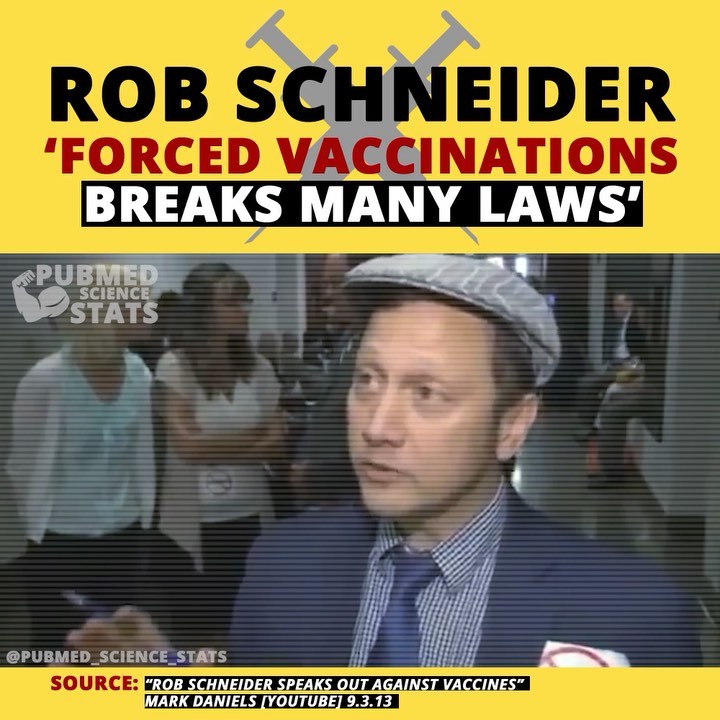 ROB SCHNEIDER
‘FORCED VACCINATIONS
BREAKS MANY LAWS’
PUBMED
SCIENCE
STATS
@PUBMED_SCIENCE_STATS
SOURCE: “ROB SCHNEIDER SPEAKS OUT AGAINST VACCINES”
MARK DANIELS [YOUTUBE] 9.3.13